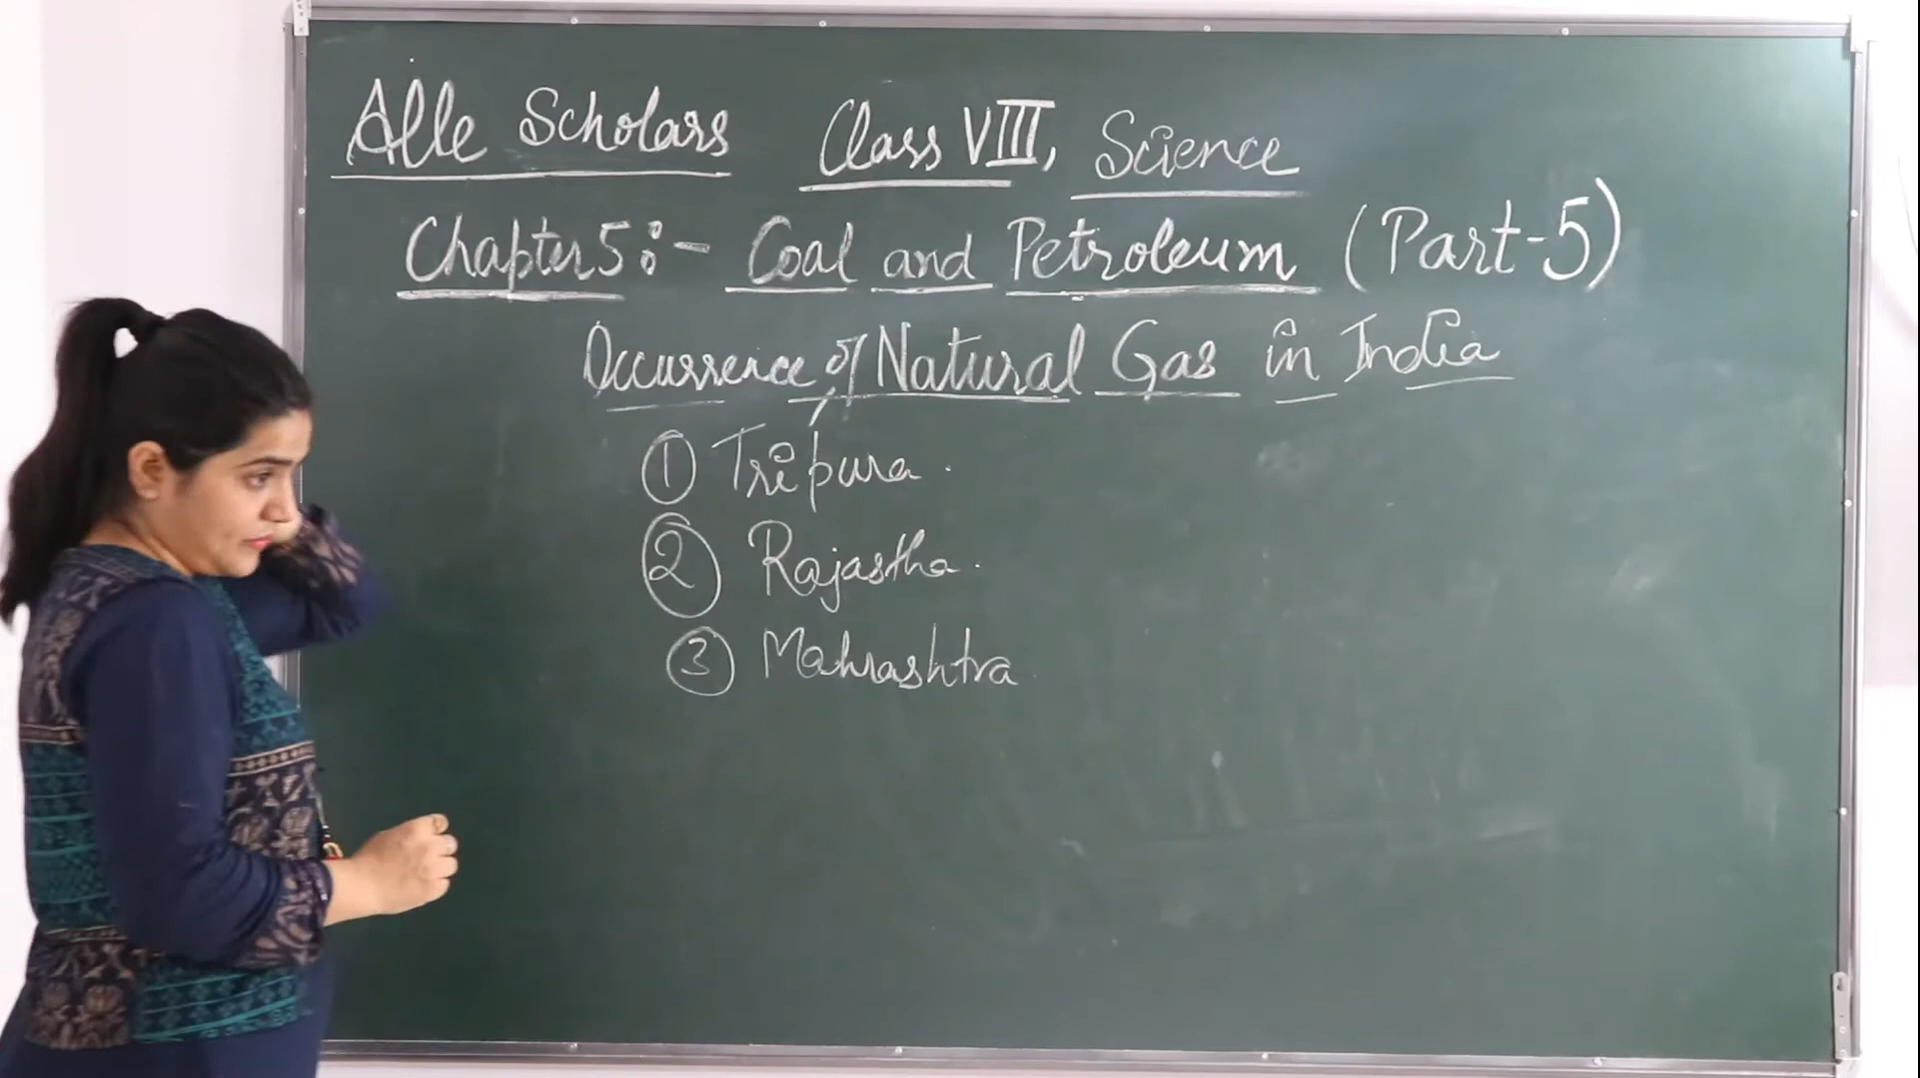 Alle Scholars Class VIII, Science
Chapter 5:- Coal and Petroleum (Part-5)
Occurrence of Natural Gas in India
① Tripura.
② Rajastha.
③ Mahrashtra